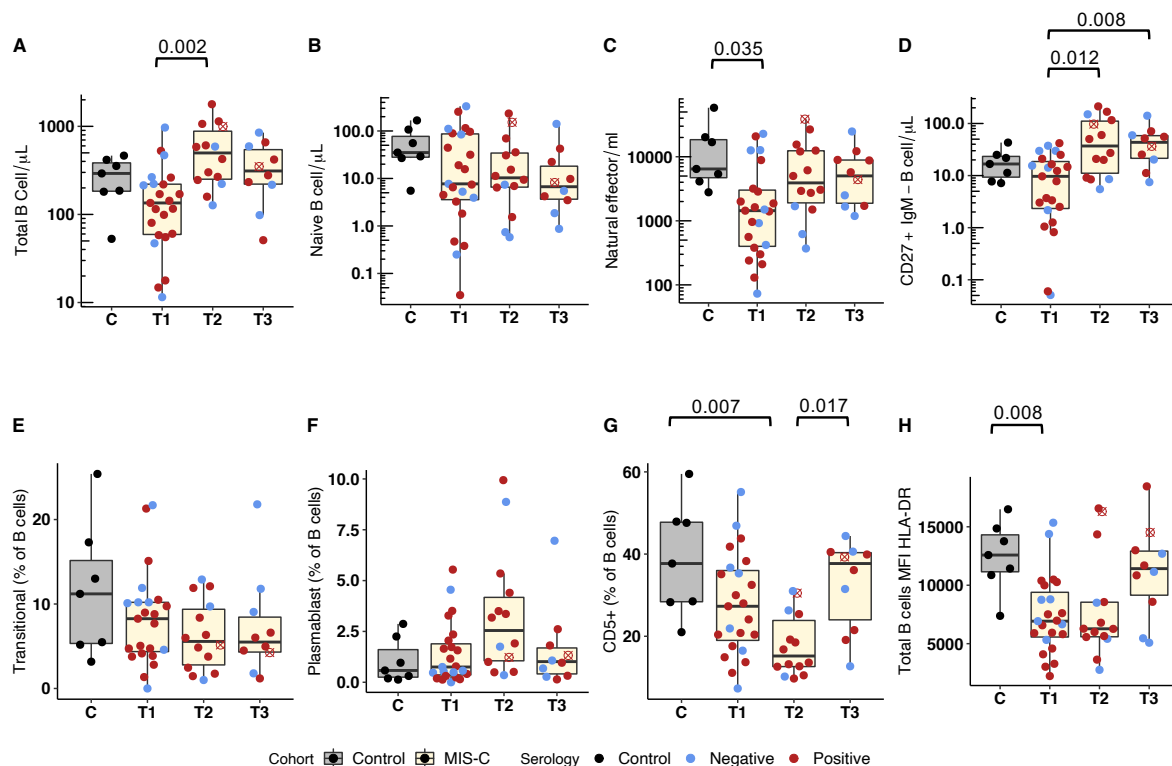 A
0.002
Total B Cell/μL
1000
100
10
C T1 T2 T3
B
Naive B cell/μL
100.0
10.0
1.0
0.1
C T1 T2 T3
C
0.035
Natural effector/ ml
10000
1000
100
C T1 T2 T3
D
0.008
0.012
CD27 + IgM – B cell/μL
100.0
10.0
1.0
0.1
C T1 T2 T3
E
Transitional (% of B cells)
20
10
0
C T1 T2 T3
F
Plasmablast (% of B cells)
10.0
7.5
5.0
2.5
0.0
C T1 T2 T3
G
0.007
0.017
CD5+ (% of B cells)
60
40
20
C T1 T2 T3
H
0.008
Total B cells MFI HLA-DR
15000
10000
5000
C T1 T2 T3
Cohort Control MIS-C Serology Control Negative Positive